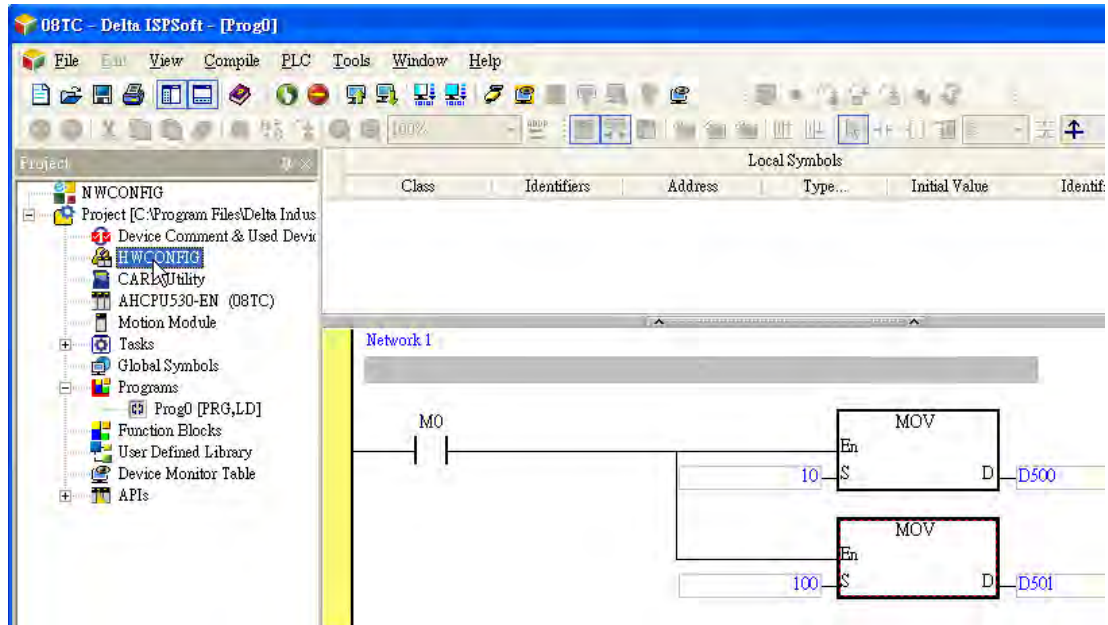 08TC - Delta ISPSoft - [Prog0]
File Edit View Compile PLC Tools Window Help
100%
Project
NWCONFIG
Project [C:\Program Files\Delta Indus
Device Comment & Used Devic
HWCONFIG
CARD Utility
AHCPU530-EN (08TC)
Motion Module
Tasks
Global Symbols
Programs
Prog0 [PRG,LD]
Function Blocks
User Defined Library
Device Monitor Table
APIs
Local Symbols
Class Identifiers Address Type... Initial Value Identif
Network 1
M0
MOV
En
10 S D D500
MOV
En
100 S D D501